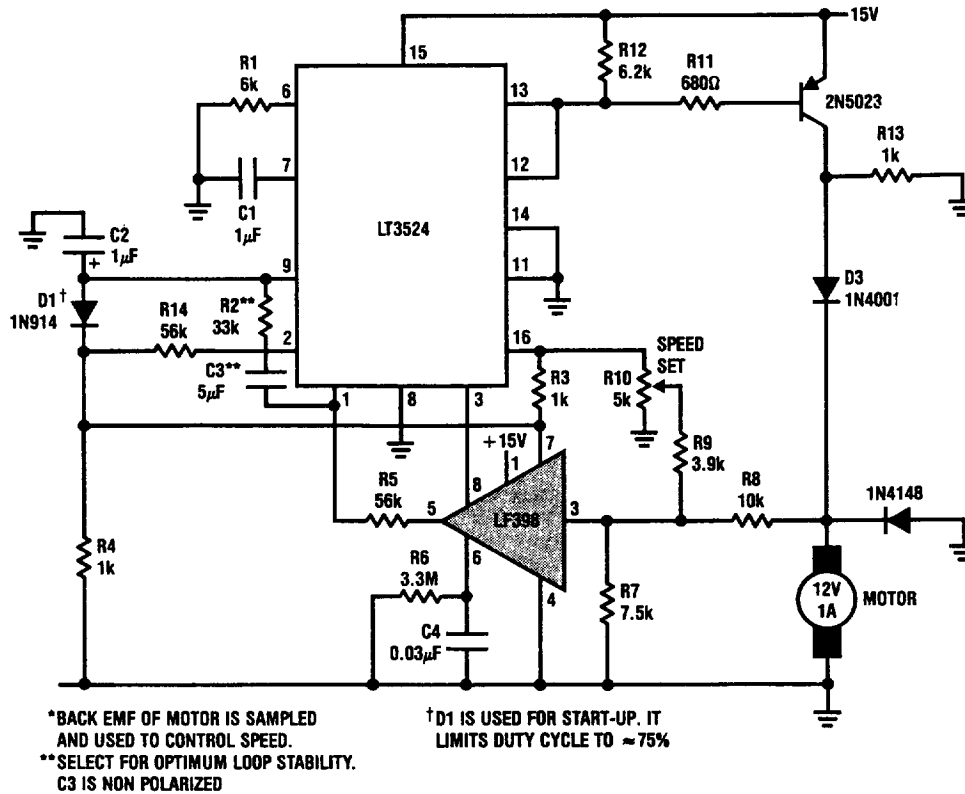 15V
R1
6k
15
R12
6.2k
R11
680Ω
6
13
2N5023
R13
1k
7
12
C1
1μF
LT3524
14
C2
1μF
+
9
11
D1†
1N914
R14
56k
R2**
33k
D3
1N4001
2
16
SPEED
SET
C3**
5μF
R3
1k
R10
5k
1
8
3
+15V
7
1
R9
3.9k
8
R8
10k
1N4148
R5
56k
5
LF398
3
R4
1k
6
R6
3.3M
4
R7
7.5k
12V
1A
MOTOR
C4
0.03μF
*BACK EMF OF MOTOR IS SAMPLED
AND USED TO CONTROL SPEED.
**SELECT FOR OPTIMUM LOOP STABILITY.
C3 IS NON POLARIZED
†D1 IS USED FOR START-UP. IT
LIMITS DUTY CYCLE TO ≈75%